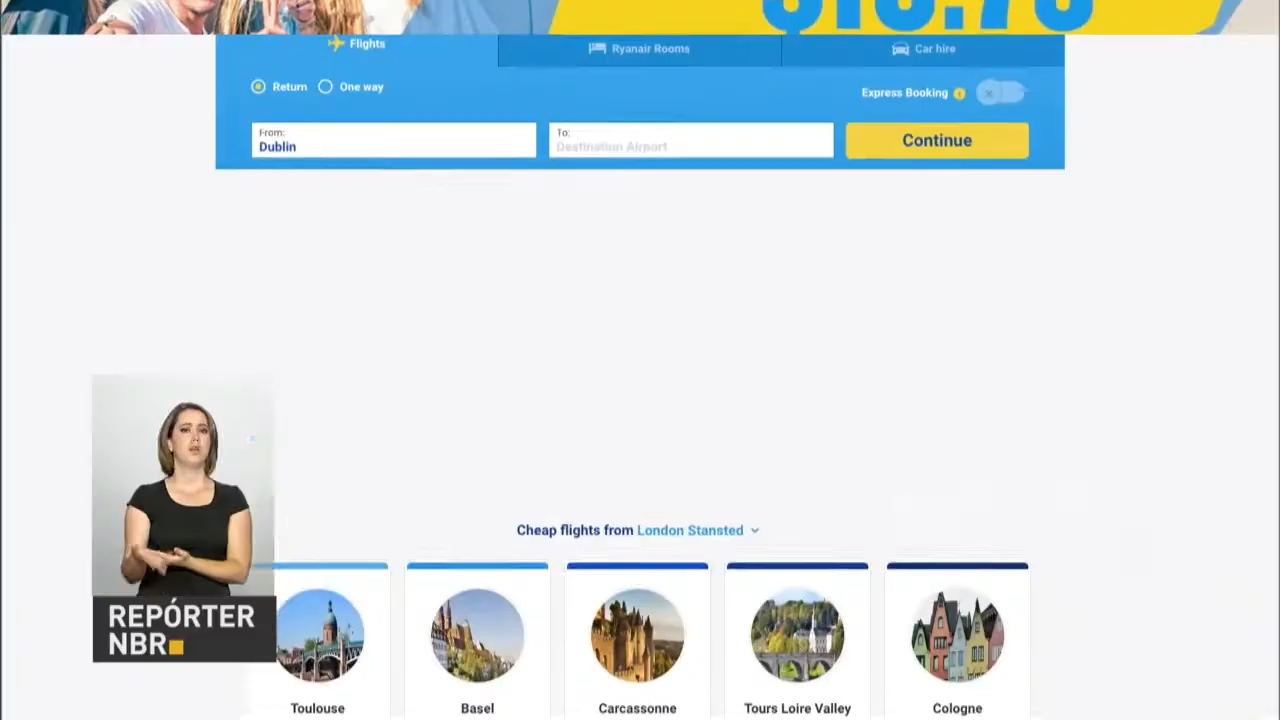 Flights
Ryanair Rooms
Car hire
Return
One way
Express Booking
From:
Dublin
To:
Destination Airport
Continue
Cheap flights from London Stansted
REPÓRTER
NBR
Toulouse
Basel
Carcassonne
Tours Loire Valley
Cologne